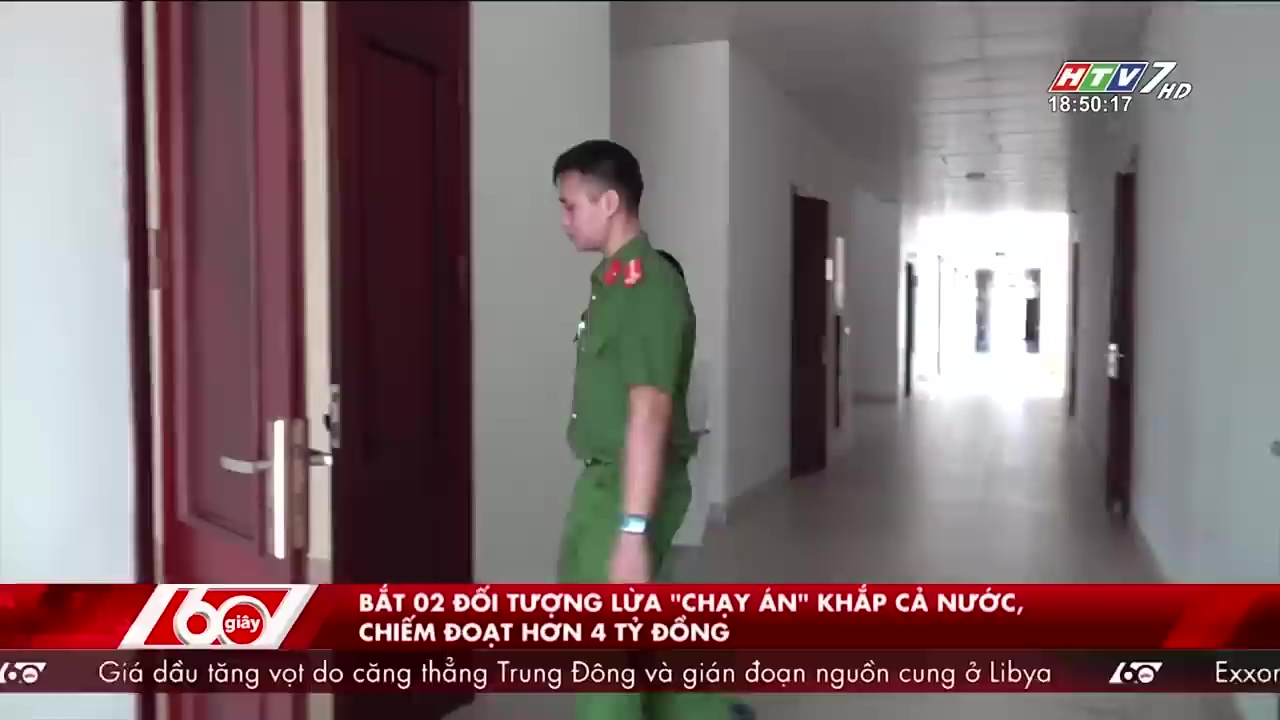 HTV7 HD
18:50:17
60 giây
BẮT 02 ĐỐI TƯỢNG LỪA "CHẠY ÁN" KHẮP CẢ NƯỚC,
CHIẾM ĐOẠT HƠN 4 TỶ ĐỒNG
60 Giá dầu tăng vọt do căng thẳng Trung Đông và gián đoạn nguồn cung ở Libya 60